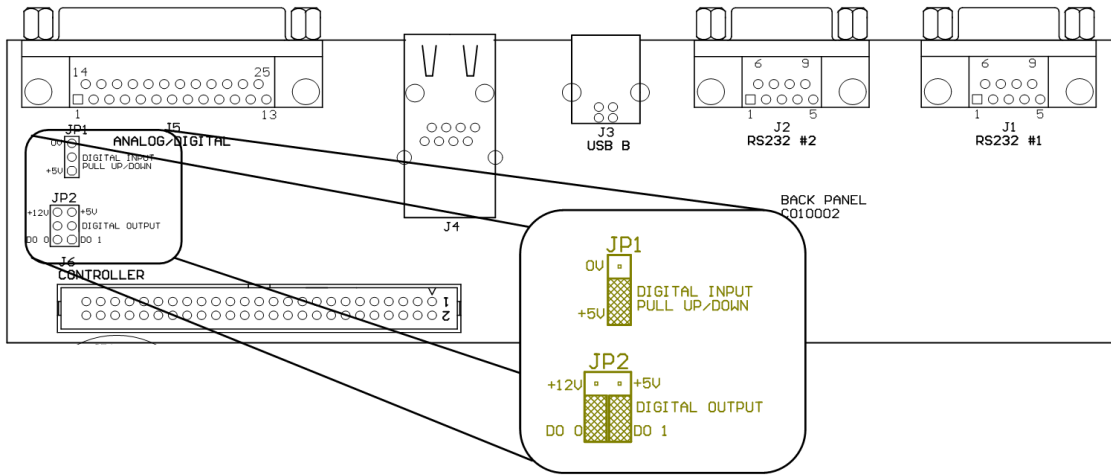 14 25
1 13
J5
ANALOG/DIGITAL
JP1
0V
DIGITAL INPUT
PULL UP/DOWN
+5V
JP2
+12V +5V
DIGITAL OUTPUT
DO 0 DO 1
J6
CONTROLLER
1
2
J4
J3
USB B
6 9
1 5
J2
RS232 #2
6 9
1 5
J1
RS232 #1
BACK PANEL
CO10002
JP1
0V
DIGITAL INPUT
PULL UP/DOWN
+5V
JP2
+12V +5V
DIGITAL OUTPUT
DO 0 DO 1